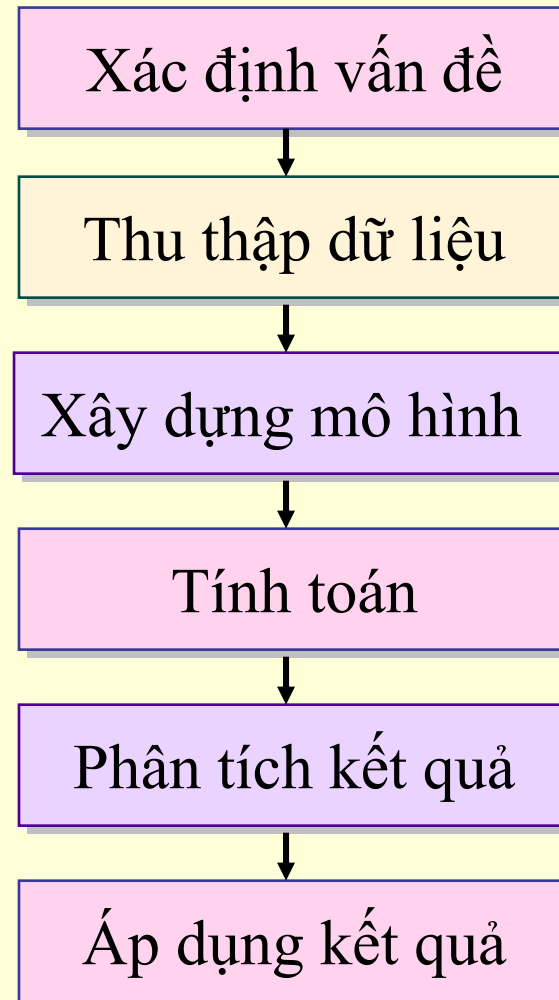 Xác định vấn đề
Thu thập dữ liệu
Xây dựng mô hình
Tính toán
Phân tích kết quả
Áp dụng kết quả